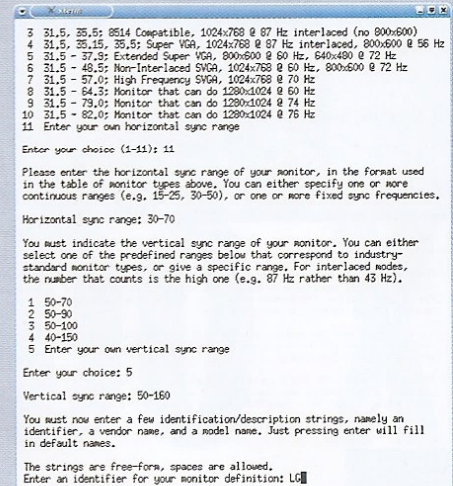 3  31.5, 35.5; 8514 Compatible, 1024x768 @ 87 Hz interlaced (no 800x600)
4  31.5, 35.15, 35.5; Super VGA, 1024x768 @ 87 Hz interlaced, 800x600 @ 56 Hz
5  31.5 - 37.9; Extended Super VGA, 800x600 @ 60 Hz, 640x480 @ 72 Hz
6  31.5 - 48.5; Non-Interlaced SVGA, 1024x768 @ 60 Hz, 800x600 @ 72 Hz
7  31.5 - 57.0; High Frequency SVGA, 1024x768 @ 70 Hz
8  31.5 - 64.3; Monitor that can do 1280x1024 @ 60 Hz
9  31.5 - 79.0; Monitor that can do 1280x1024 @ 74 Hz
10  31.5 - 82.0; Monitor that can do 1280x1024 @ 76 Hz
11  Enter your own horizontal sync range
Enter your choice (1-11): 11
Please enter the horizontal sync range of your monitor, in the format used
in the table of monitor types above. You can either specify one or more
continuous ranges (e.g. 15-25, 30-50), or one or more fixed sync frequencies.
Horizontal sync range: 30-70
You must indicate the vertical sync range of your monitor. You can either
select one of the predefined ranges below that correspond to industry-
standard monitor types, or give a specific range. For interlaced modes,
the number that counts is the high one (e.g. 87 Hz rather than 43 Hz).
1  50-70
2  50-90
3  50-100
4  40-150
5  Enter your own vertical sync range
Enter your choice: 5
Vertical sync range: 50-160
You must now enter a few identification/description strings, namely an
identifier, a vendor name, and a model name. Just pressing enter will fill
in default names.
The strings are free-form, spaces are allowed.
Enter an identifier for your monitor definition: LG